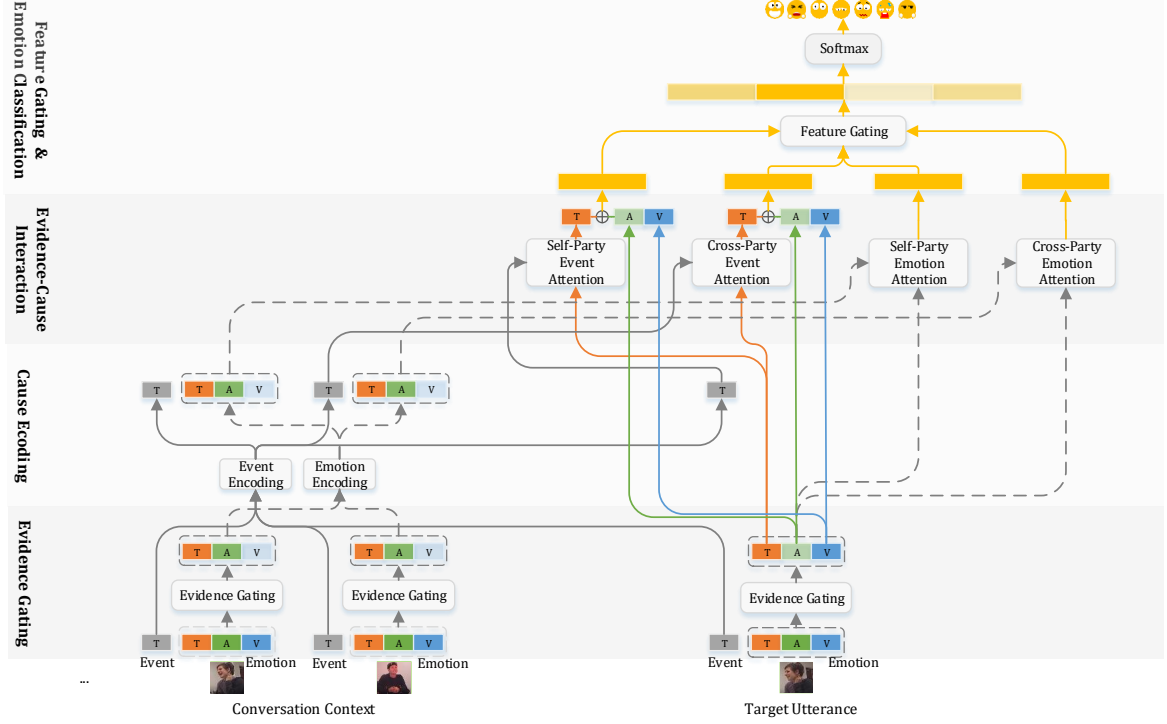 Feature Gating &
Emotion Classification
Softmax
Feature Gating
Evidence-Cause
Interaction
T
A
V
T
A
V
Self-Party
Event
Attention
Cross-Party
Event
Attention
Self-Party
Emotion
Attention
Cross-Party
Emotion
Attention
Cause Ecoding
T
T
A
V
T
T
A
V
T
Event
Encoding
Emotion
Encoding
Evidence Gating
T
A
V
T
A
V
T
A
V
Evidence Gating
Evidence Gating
Evidence Gating
T
T
A
V
T
T
A
V
T
T
A
V
Event
Emotion
Event
Emotion
Event
Emotion
...
Conversation Context
Target Utterance